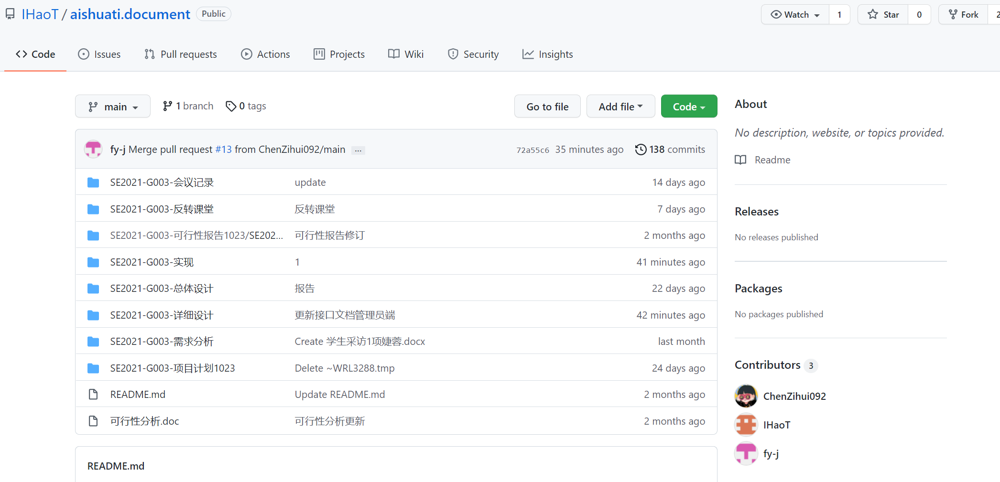 IHaoT / aishuati.document Public Watch 1 Star 0 Fork 2
Code Issues Pull requests Actions Projects Wiki Security Insights
main 1 branch 0 tags Go to file Add file Code
fy-j Merge pull request #13 from ChenZihui092/main ... 72a55c6 35 minutes ago 138 commits
SE2021-G003-会议记录 update 14 days ago
SE2021-G003-反转课堂 反转课堂 7 days ago
SE2021-G003-可行性报告1023/SE202... 可行性报告修订 2 months ago
SE2021-G003-实现 1 41 minutes ago
SE2021-G003-总体设计 报告 22 days ago
SE2021-G003-详细设计 更新接口文档管理员端 42 minutes ago
SE2021-G003-需求分析 Create 学生采访1项婕蓉.docx last month
SE2021-G003-项目计划1023 Delete ~WRL3288.tmp 24 days ago
README.md Update README.md 2 months ago
可行性分析.doc 可行性分析更新 2 months ago
README.md
About
No description, website, or topics provided.
Readme
Releases
No releases published
Packages
No packages published
Contributors 3
ChenZihui092
IHaoT
fy-j